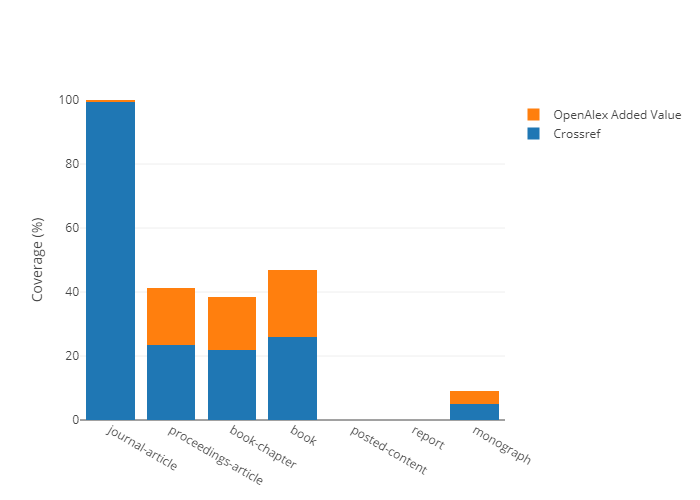 OpenAlex Added Value
Crossref
Coverage (%)
100
80
60
40
20
0
journal-article
proceedings-article
book-chapter
book
posted-content
report
monograph